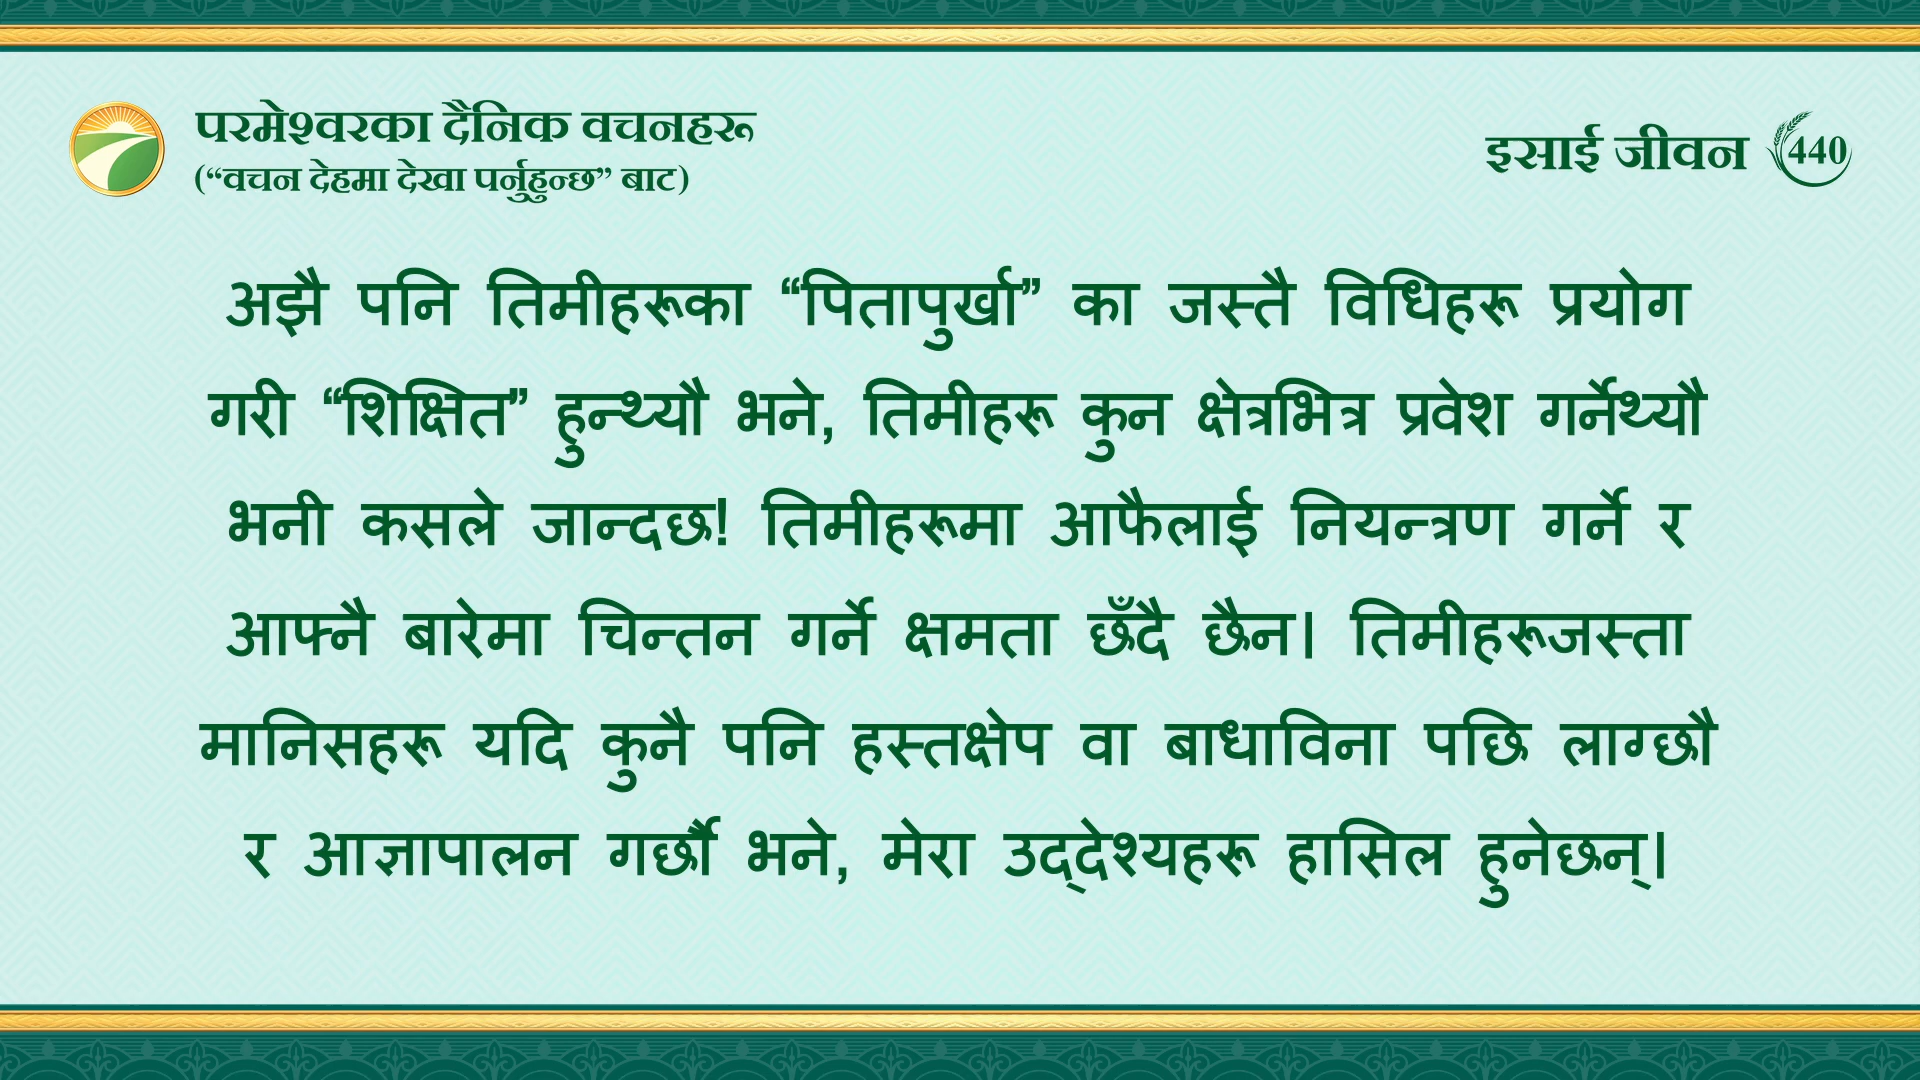 परमेश्वरका दैनिक वचनहरू
(“वचन देहमा देखा पर्नुहुन्छ” बाट)
इसाई जीवन 440
अझै पनि तिमीहरूका “पितापुर्खा” का जस्तै विधिहरू प्रयोग
गरी “शिक्षित” हुन्थ्यौ भने, तिमीहरू कुन क्षेत्रभित्र प्रवेश गर्नेथ्यौ
भनी कसले जान्दछ! तिमीहरूमा आफैलाई नियन्त्रण गर्ने र
आफ्नै बारेमा चिन्तन गर्ने क्षमता छँदै छैन। तिमीहरूजस्ता
मानिसहरू यदि कुनै पनि हस्तक्षेप वा बाधाविना पछि लाग्छौ
र आज्ञापालन गर्छौ भने, मेरा उद्‌देश्यहरू हासिल हुनेछन्।